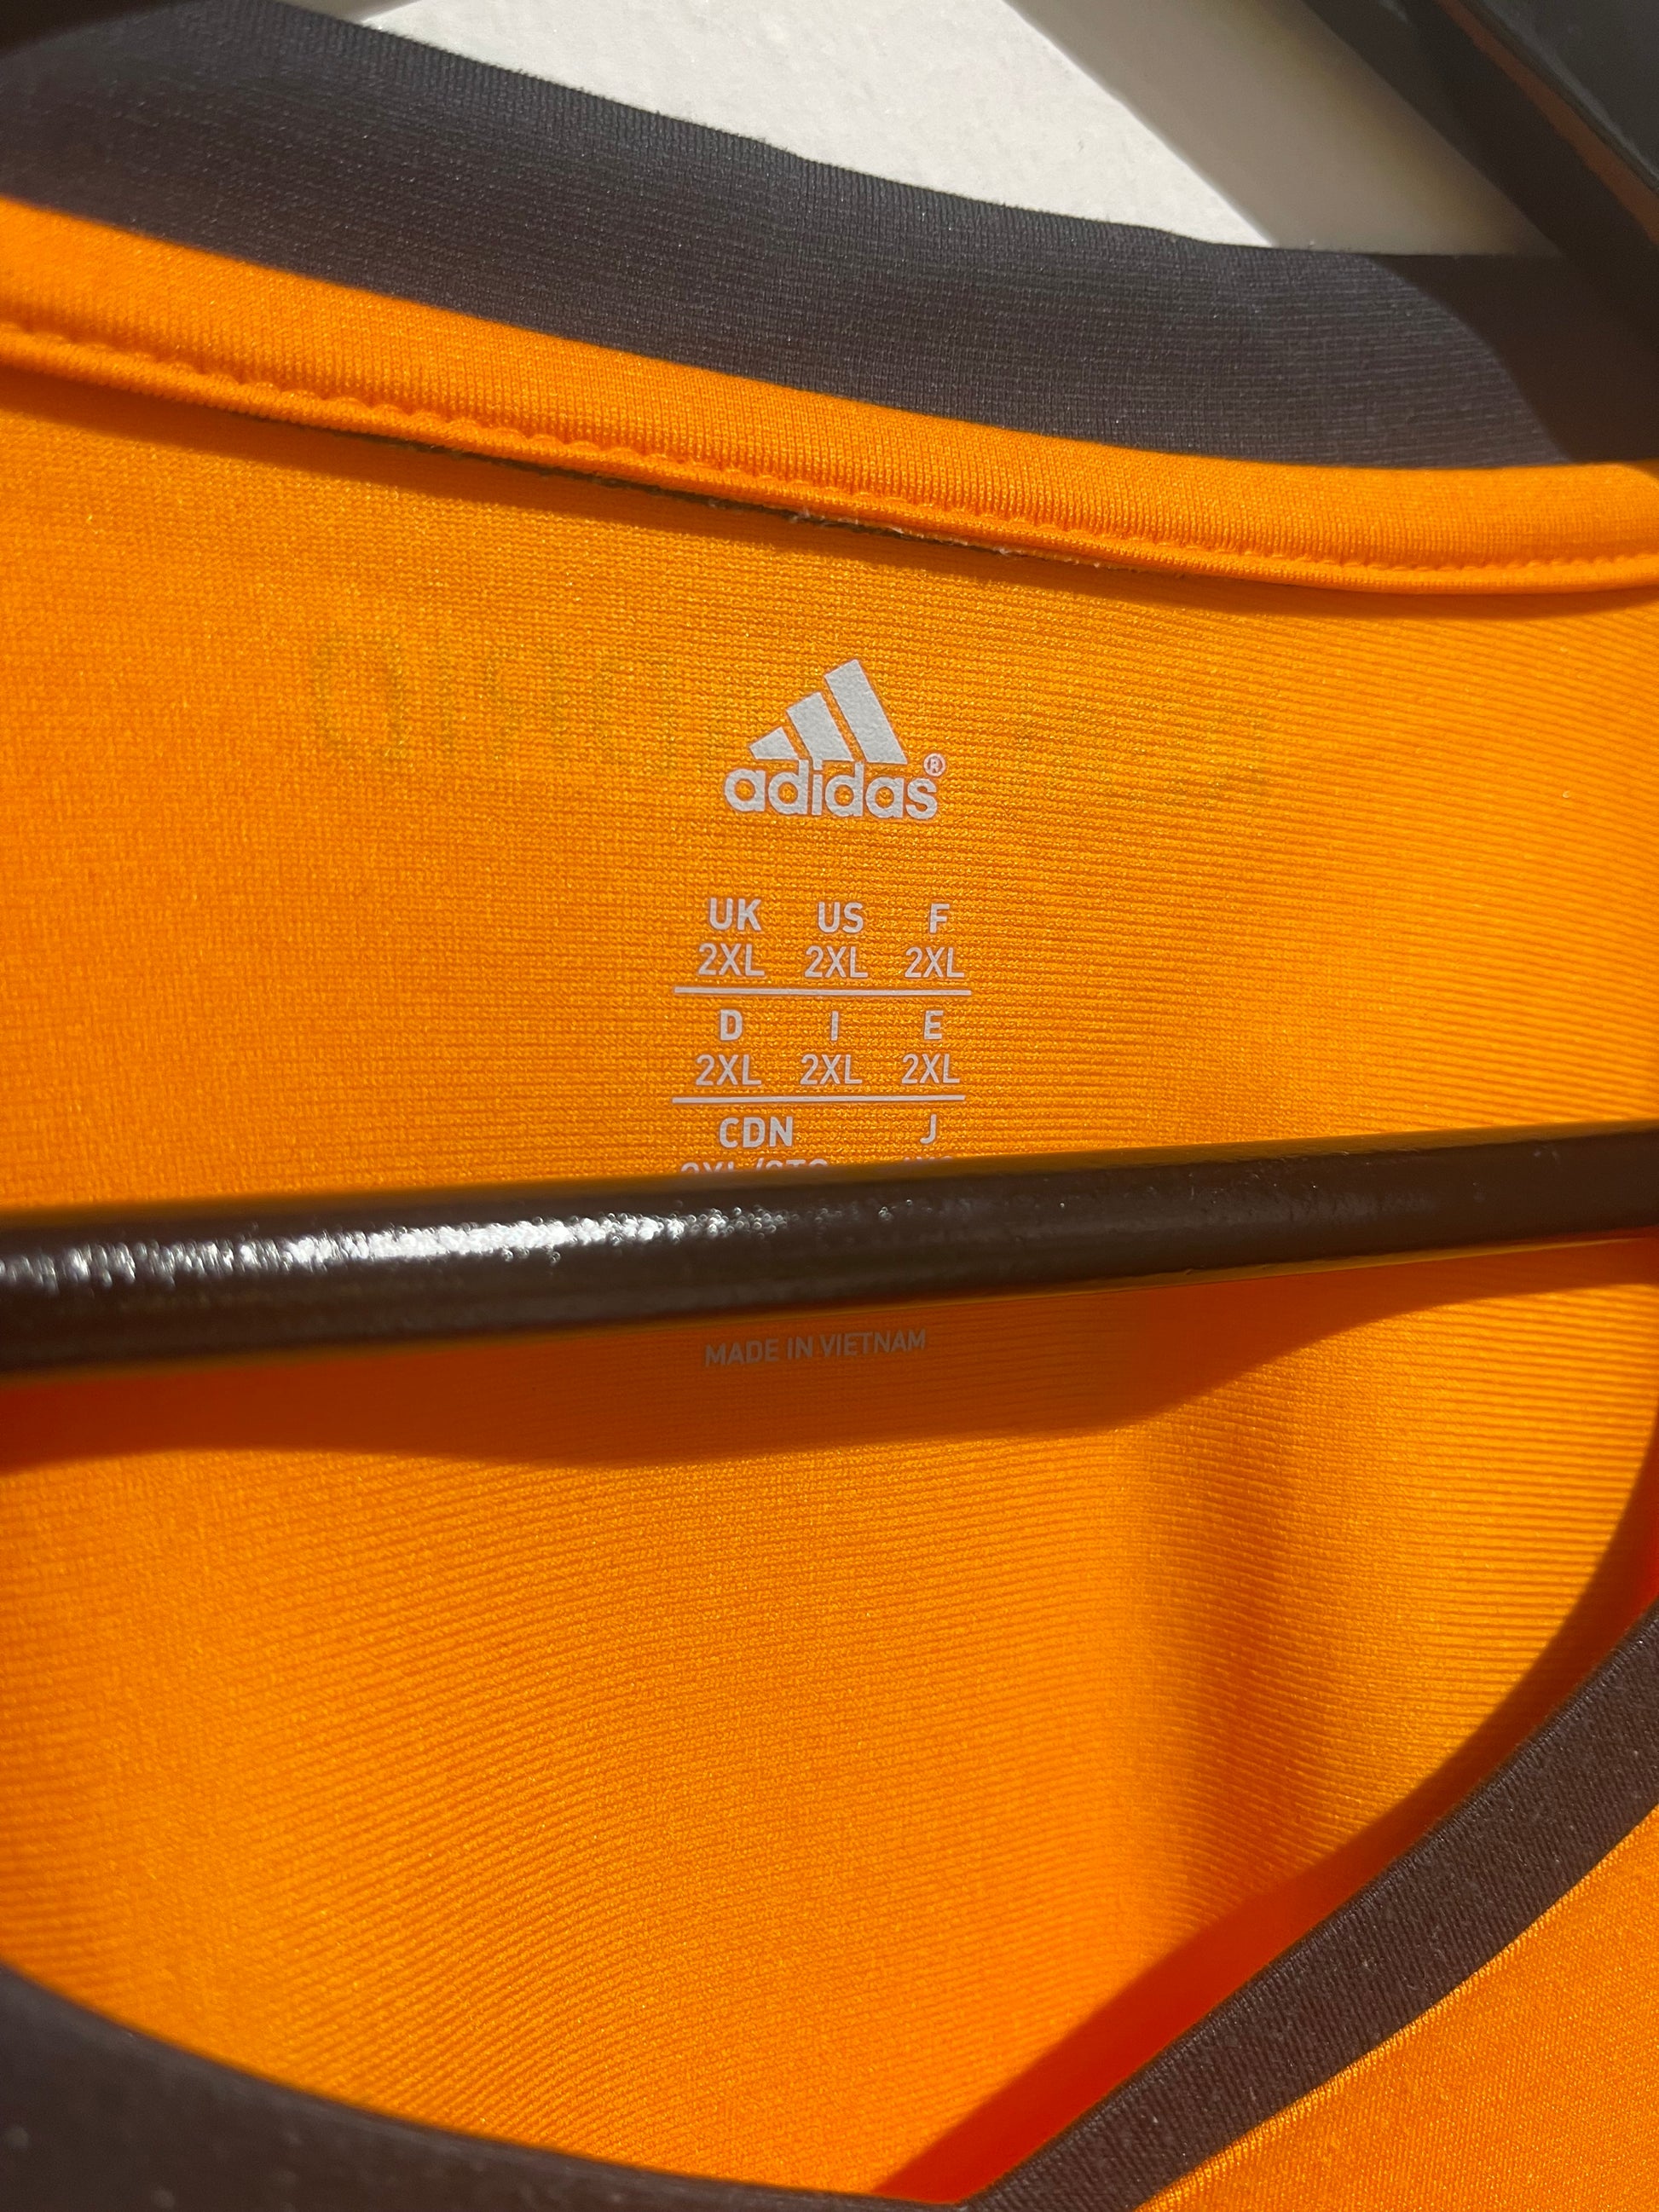 adidas®
UK US F
2XL 2XL 2XL
D I E
2XL 2XL 2XL
CDN J
MADE IN VIETNAM